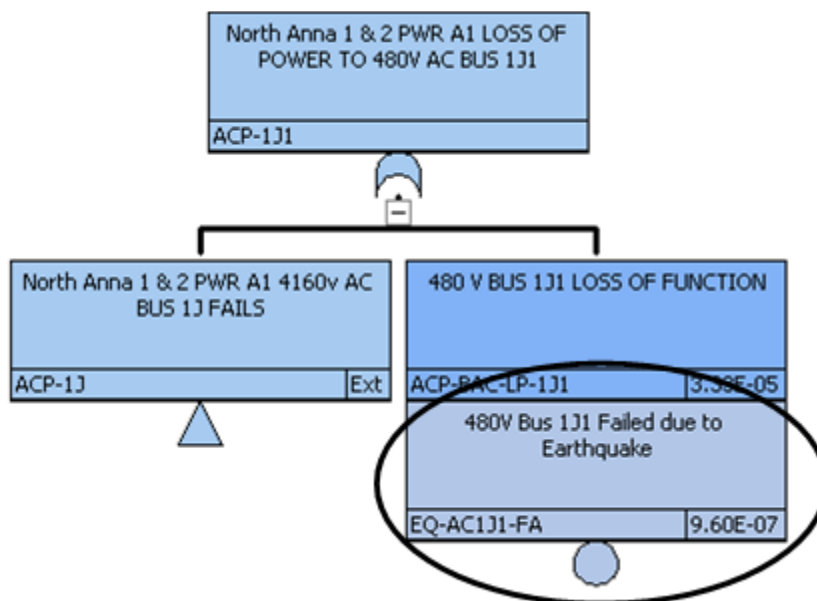 North Anna 1 & 2 PWR A1 LOSS OF
POWER TO 480V AC BUS 1J1
ACP-1J1
North Anna 1 & 2 PWR A1 4160v AC
BUS 1J FAILS
ACP-1J Ext
480 V BUS 1J1 LOSS OF FUNCTION
ACP-BAC-LP-1J1
480V Bus 1J1 Failed due to
Earthquake
EQ-AC1J1-FA 9.60E-07